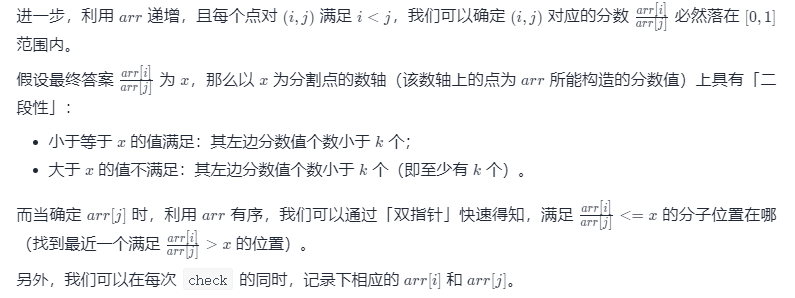 进一步，利用 arr 递增，且每个点对 (i, j) 满足 i < j，我们可以确定 (i, j) 对应的分数 arr[i]/arr[j] 必然落在 [0, 1]
范围内。
假设最终答案 arr[i]/arr[j] 为 x，那么以 x 为分割点的数轴（该数轴上的点为 arr 所能构造的分数值）上具有「二
段性」：
• 小于等于 x 的值满足：其左边分数值个数小于 k 个；
• 大于 x 的值不满足：其左边分数值个数小于 k 个（即至少有 k 个）。
而当确定 arr[j] 时，利用 arr 有序，我们可以通过「双指针」快速得知，满足 arr[i]/arr[j] <= x 的分子位置在哪
（找到最近一个满足 arr[i]/arr[j] > x 的位置）。
另外，我们可以在每次 check 的同时，记录下相应的 arr[i] 和 arr[j]。